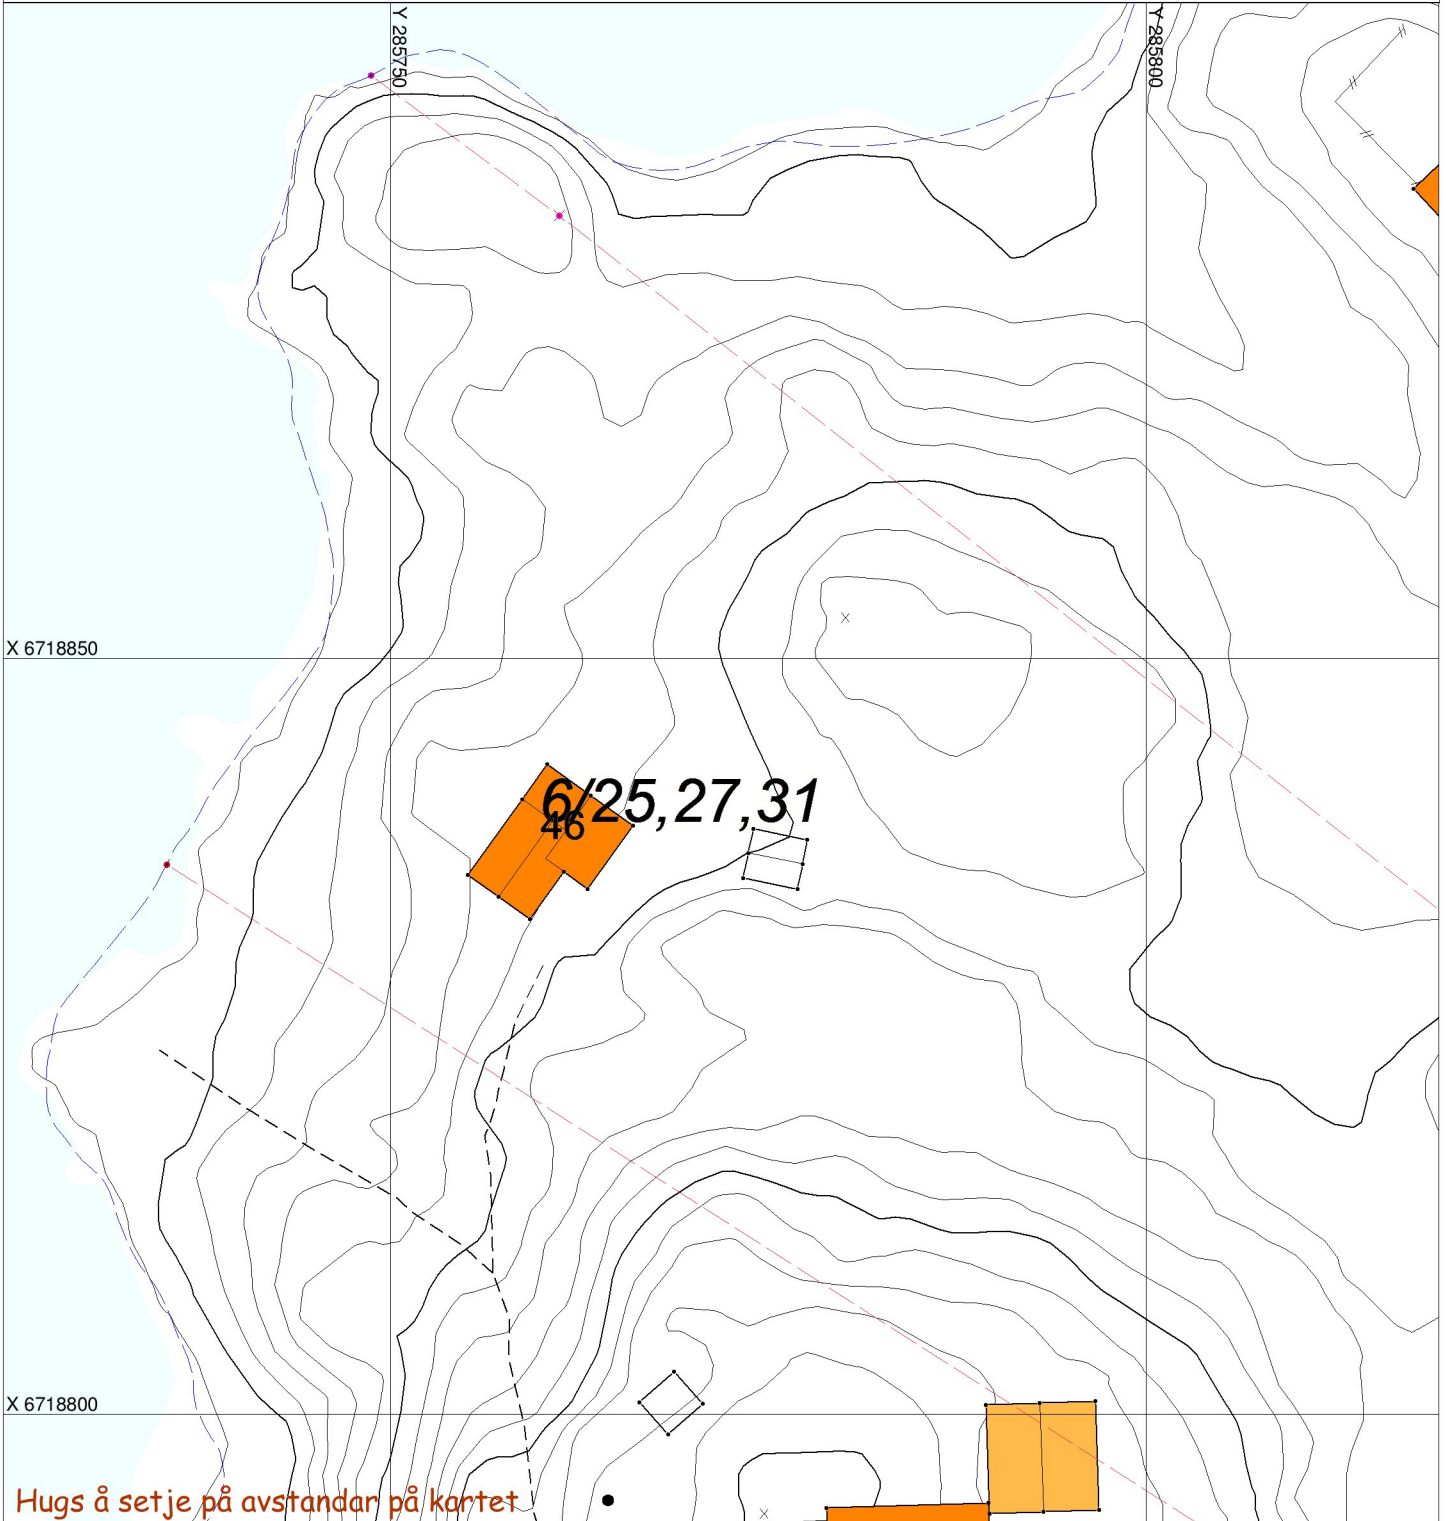 Y 285750
Y 285800
X 6718850
6/25,27,31
46
X 6718800
Hugs å setje på avstandar på kartet